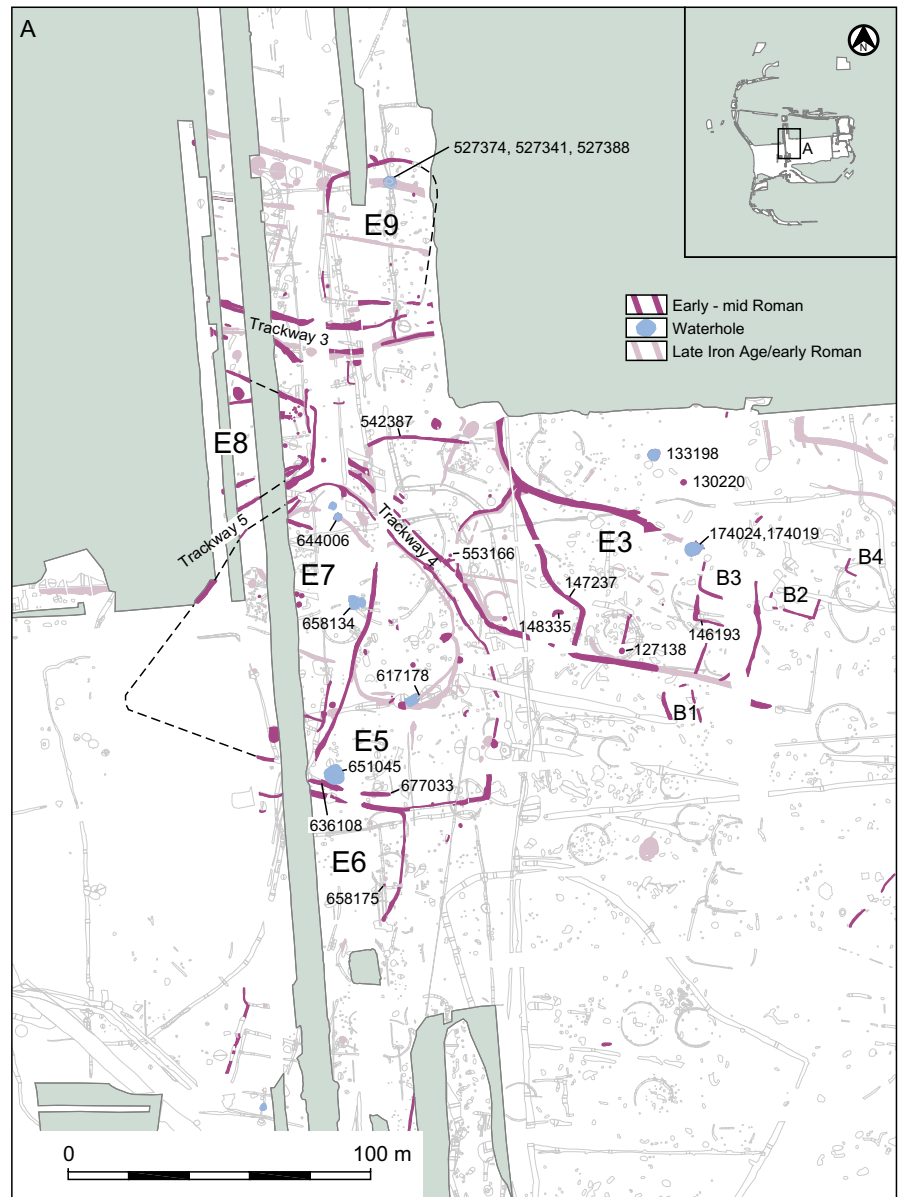 A
N
A
527374, 527341, 527388
E9
Early - mid Roman
Waterhole
Late Iron Age/early Roman
Trackway 3
542387
E8
133198
130220
Trackway 5
Trackway 4
E3
174024,174019
644006
553166
E7
B3
B4
147237
B2
658134
148335
146193
127138
617178
B1
E5
651045
677033
636108
E6
658175
0
100 m